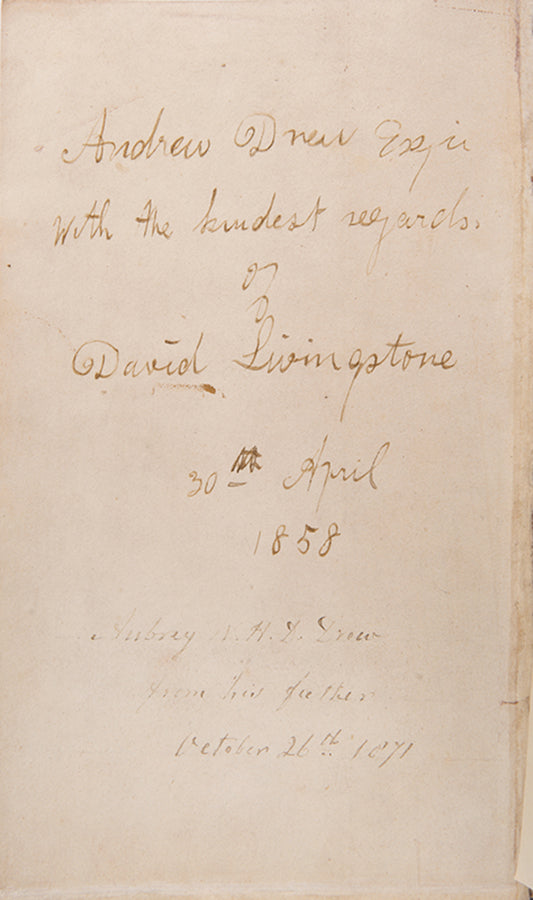 Andrew Drew Esqre
With the kindest regards.
of
David Livingstone
30th April
1858
Aubrey H. D. Drew
from his father
October 26th 1871